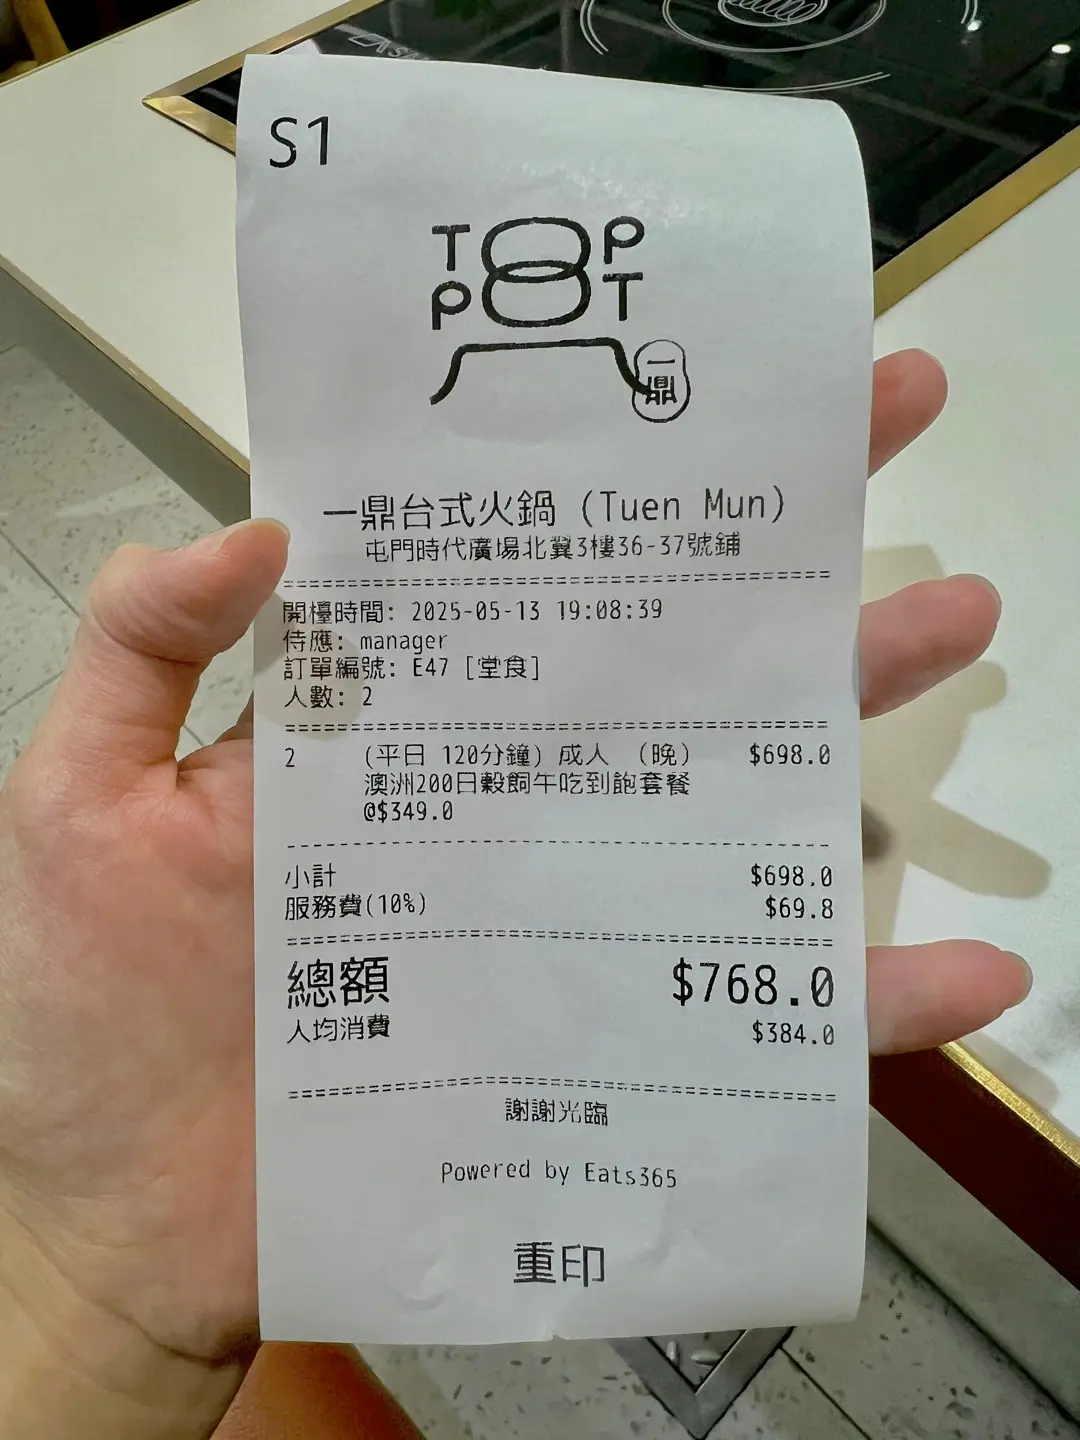 S1
TOP
POT
一鼎
一鼎台式火鍋 (Tuen Mun)
屯門時代廣場北翼3樓36-37號鋪
開檯時間: 2025-05-13 19:08:39
侍應: manager
訂單編號: E47 [堂食]
人數: 2
2 (平日 120分鐘) 成人 (晚) $698.0
澳洲200日穀飼牛吃到飽套餐
@$349.0
小計 $698.0
服務費(10%) $69.8
總額 $768.0
人均消費 $384.0
謝謝光臨
Powered by Eats365
重印